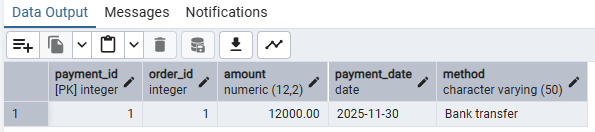 Data Output Messages Notifications
payment_id order_id amount payment_date method
[PK] integer integer numeric (12,2) date character varying (50)
1 1 1 12000.00 2025-11-30 Bank transfer